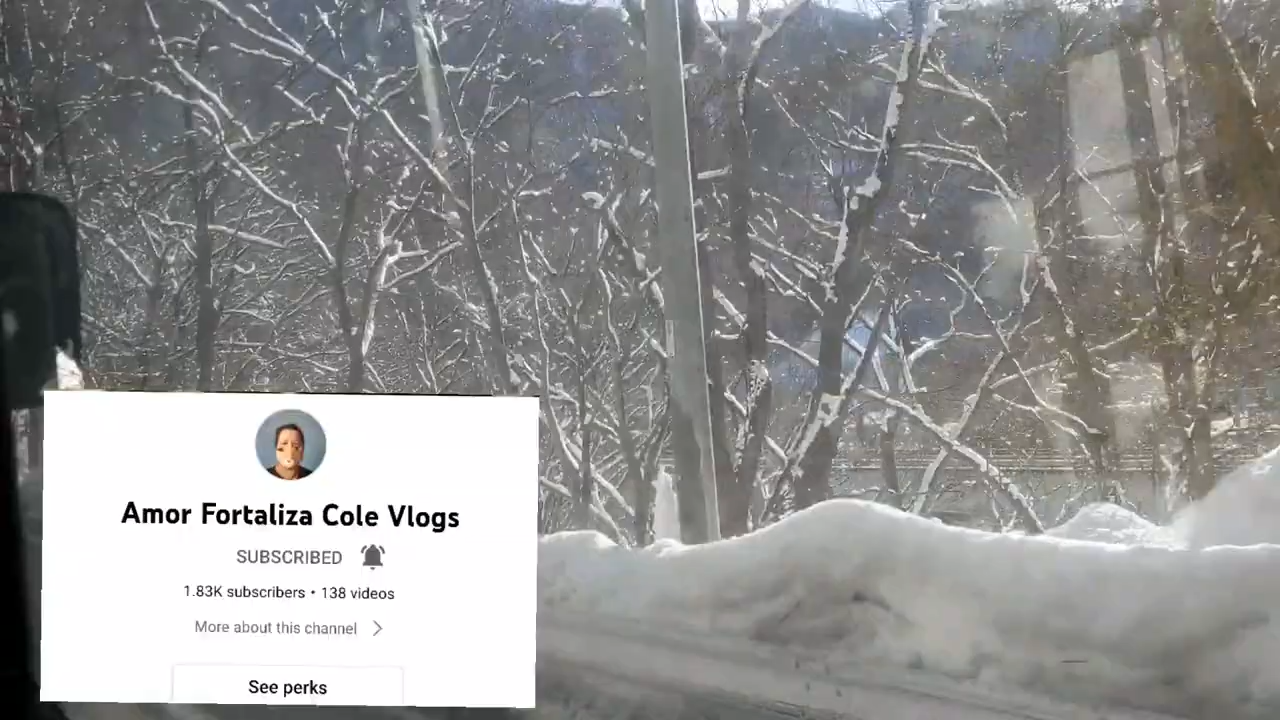 Amor Fortaliza Cole Vlogs
SUBSCRIBED
1.83K subscribers • 138 videos
More about this channel
See perks